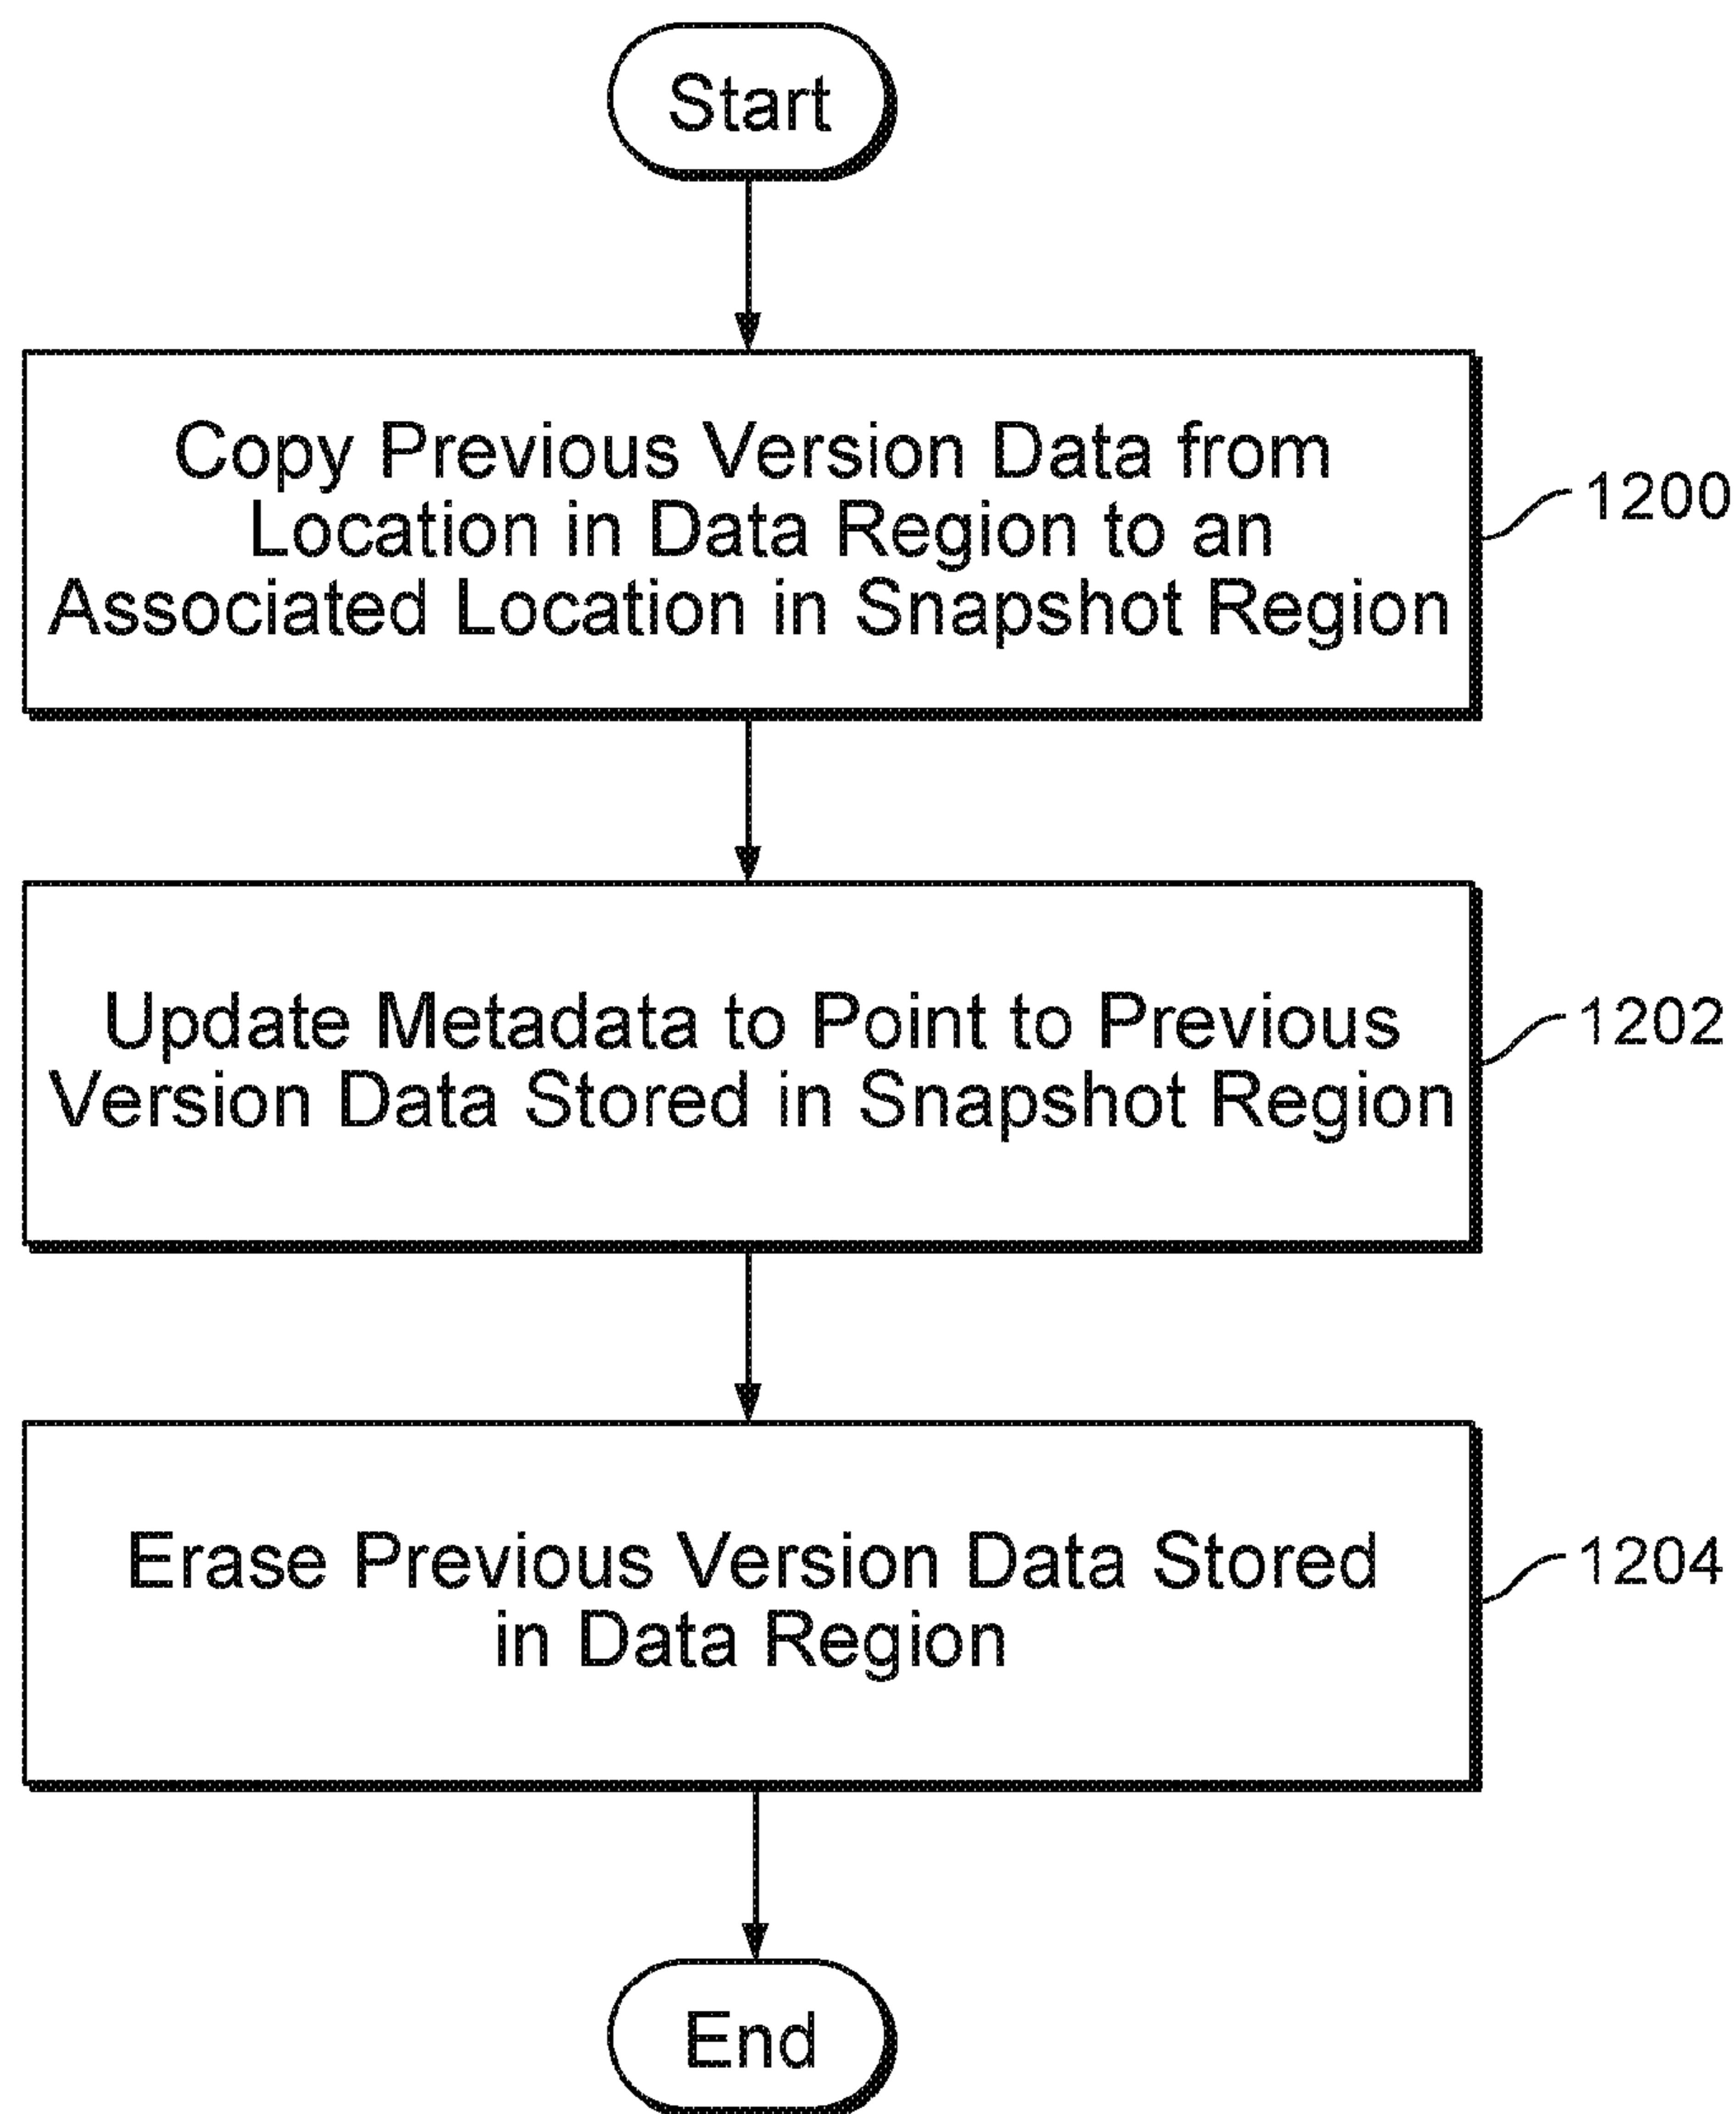 Start
Copy Previous Version Data from
Location in Data Region to an
Associated Location in Snapshot Region
1200
Update Metadata to Point to Previous
Version Data Stored in Snapshot Region
1202
Erase Previous Version Data Stored
in Data Region
1204
End